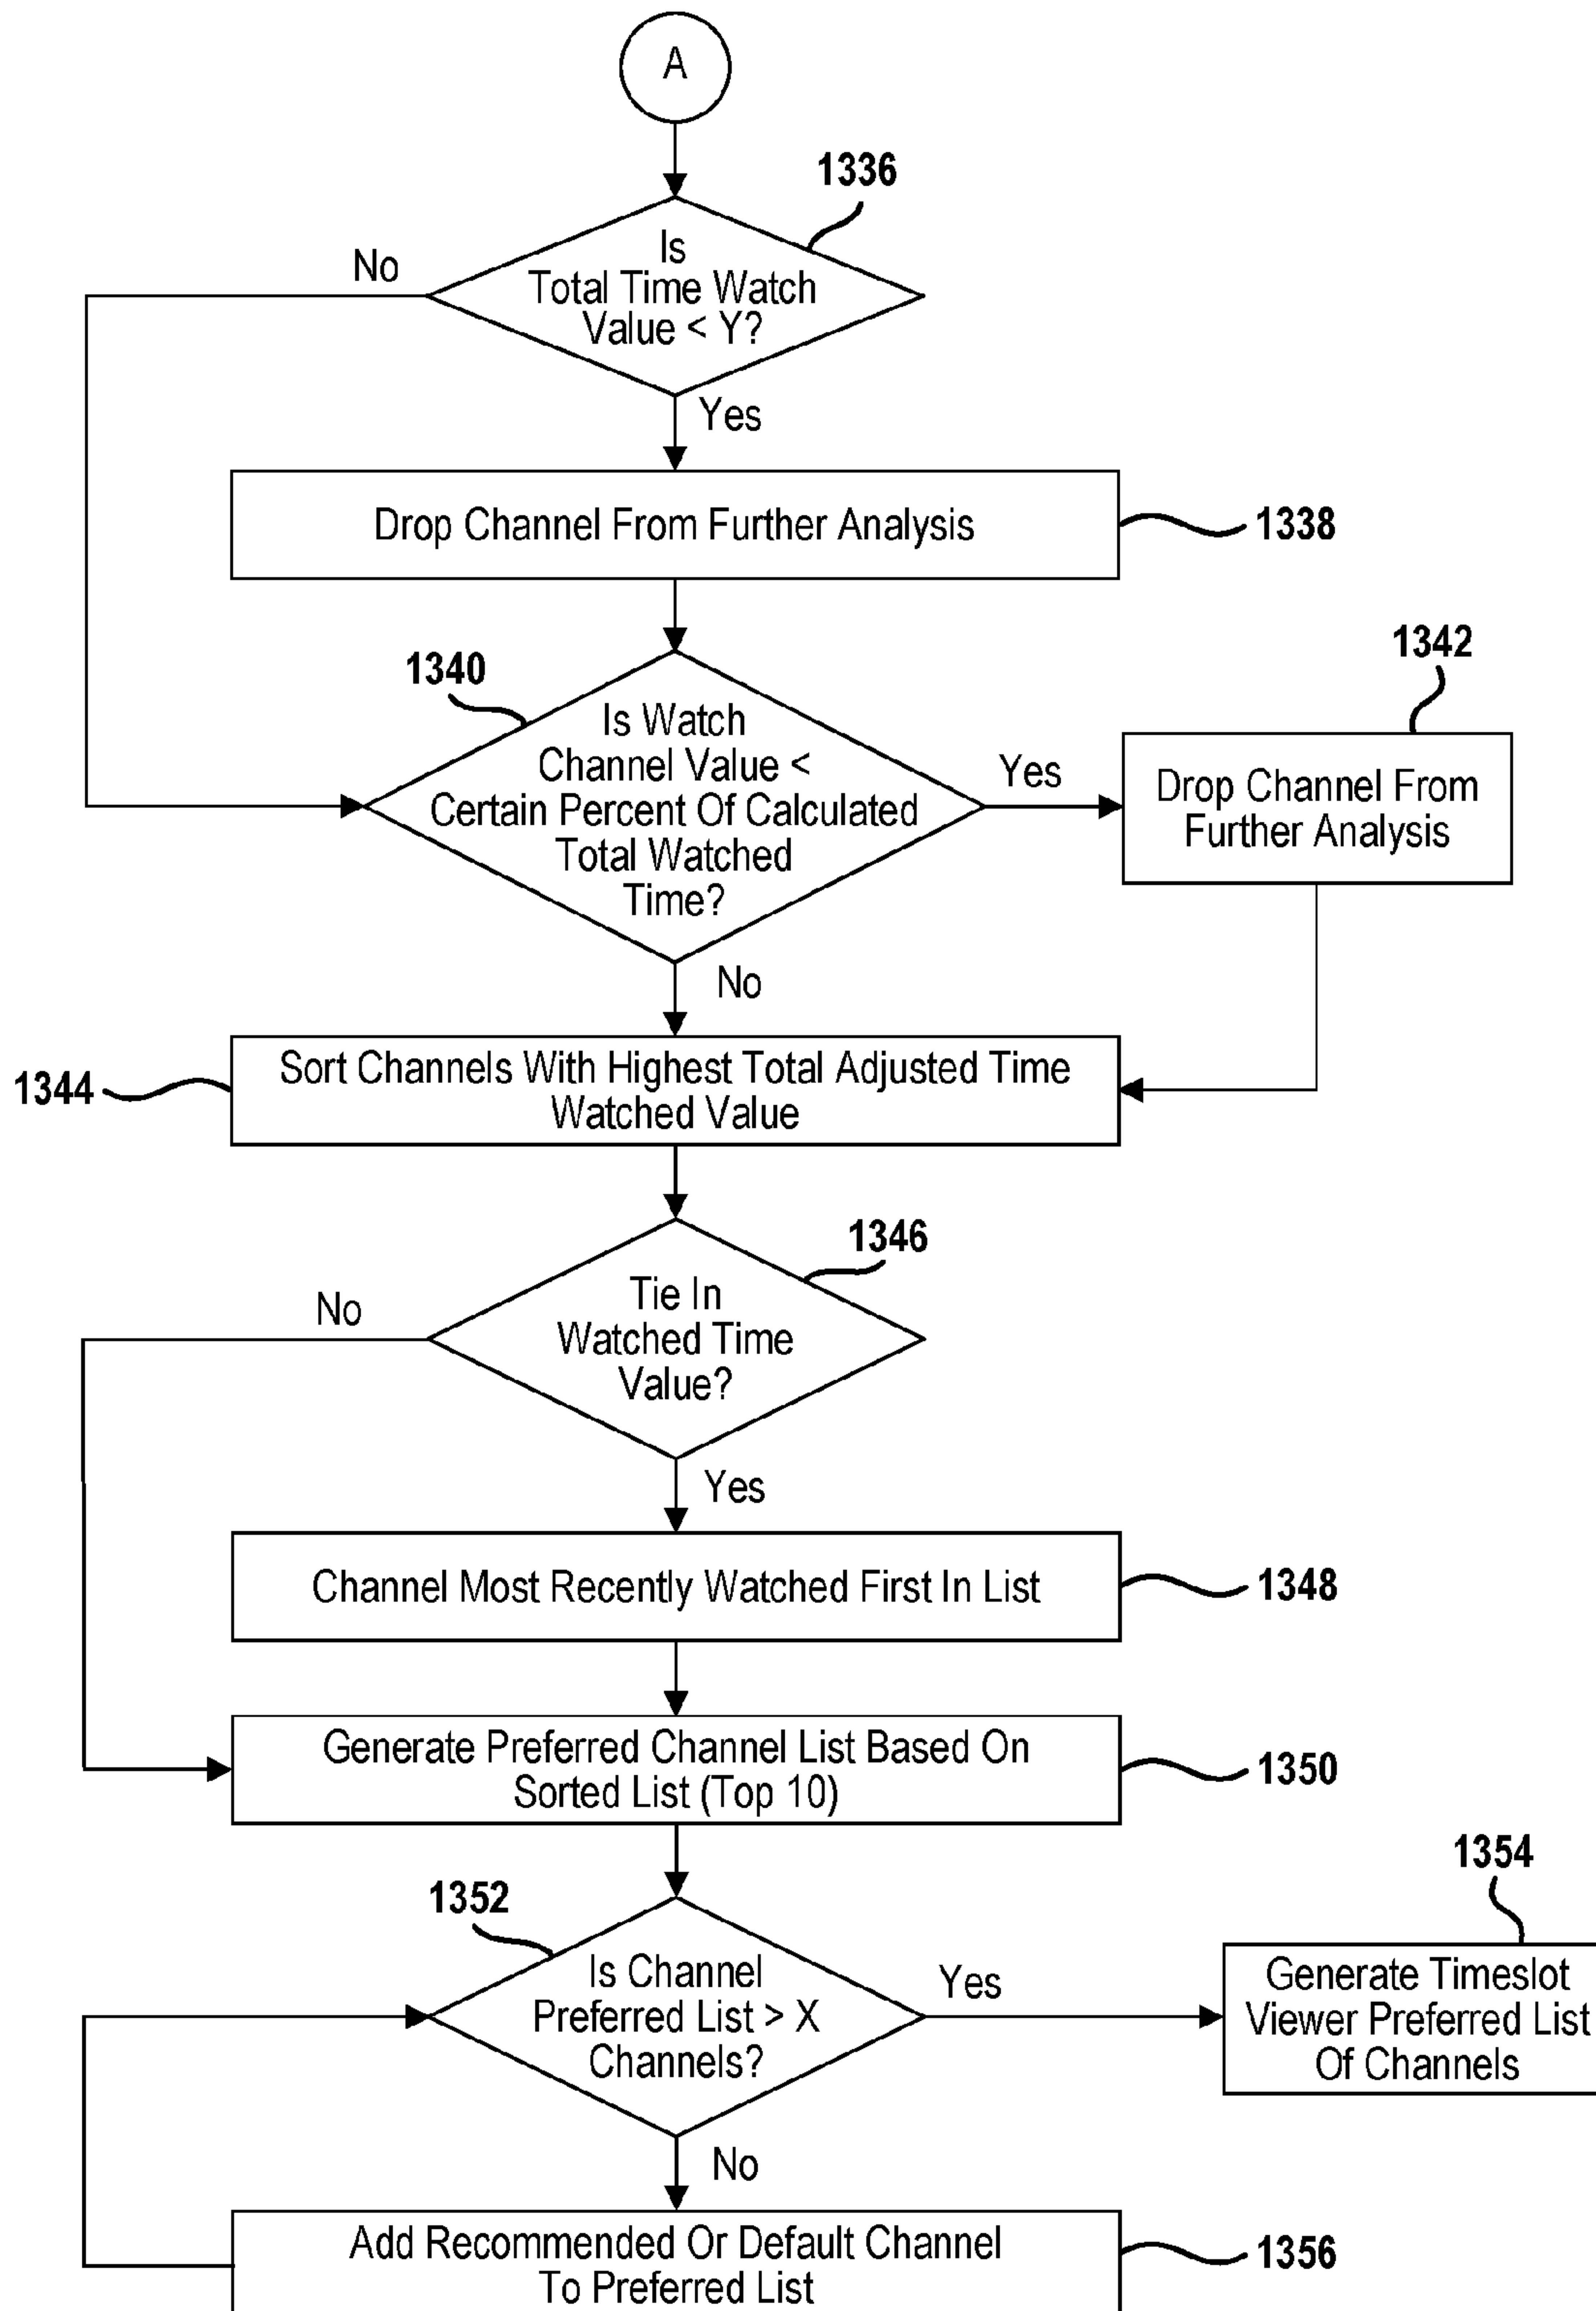 A
1336
No
Is
Total Time Watch
Value < Y?
Yes
Drop Channel From Further Analysis
1338
1340
1342
Is Watch
Channel Value <
Certain Percent Of Calculated
Total Watched
Time?
Yes
Drop Channel From
Further Analysis
No
1344
Sort Channels With Highest Total Adjusted Time
Watched Value
1346
No
Tie In
Watched Time
Value?
Yes
Channel Most Recently Watched First In List
1348
Generate Preferred Channel List Based On
Sorted List (Top 10)
1350
1354
1352
Is Channel
Preferred List > X
Channels?
Yes
Generate Timeslot
Viewer Preferred List
Of Channels
No
Add Recommended Or Default Channel
To Preferred List
1356